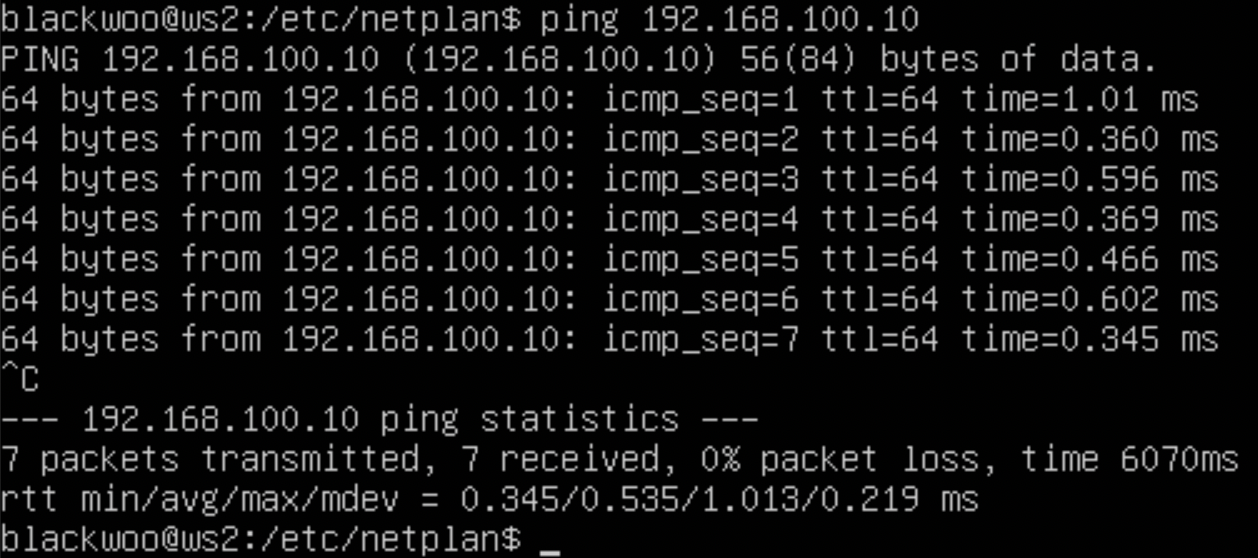 blackwoo@ws2:/etc/netplan$ ping 192.168.100.10
PING 192.168.100.10 (192.168.100.10) 56(84) bytes of data.
64 bytes from 192.168.100.10: icmp_seq=1 ttl=64 time=1.01 ms
64 bytes from 192.168.100.10: icmp_seq=2 ttl=64 time=0.360 ms
64 bytes from 192.168.100.10: icmp_seq=3 ttl=64 time=0.596 ms
64 bytes from 192.168.100.10: icmp_seq=4 ttl=64 time=0.369 ms
64 bytes from 192.168.100.10: icmp_seq=5 ttl=64 time=0.466 ms
64 bytes from 192.168.100.10: icmp_seq=6 ttl=64 time=0.602 ms
64 bytes from 192.168.100.10: icmp_seq=7 ttl=64 time=0.345 ms
^C
--- 192.168.100.10 ping statistics ---
7 packets transmitted, 7 received, 0% packet loss, time 6070ms
rtt min/avg/max/mdev = 0.345/0.535/1.013/0.219 ms
blackwoo@ws2:/etc/netplan$ _